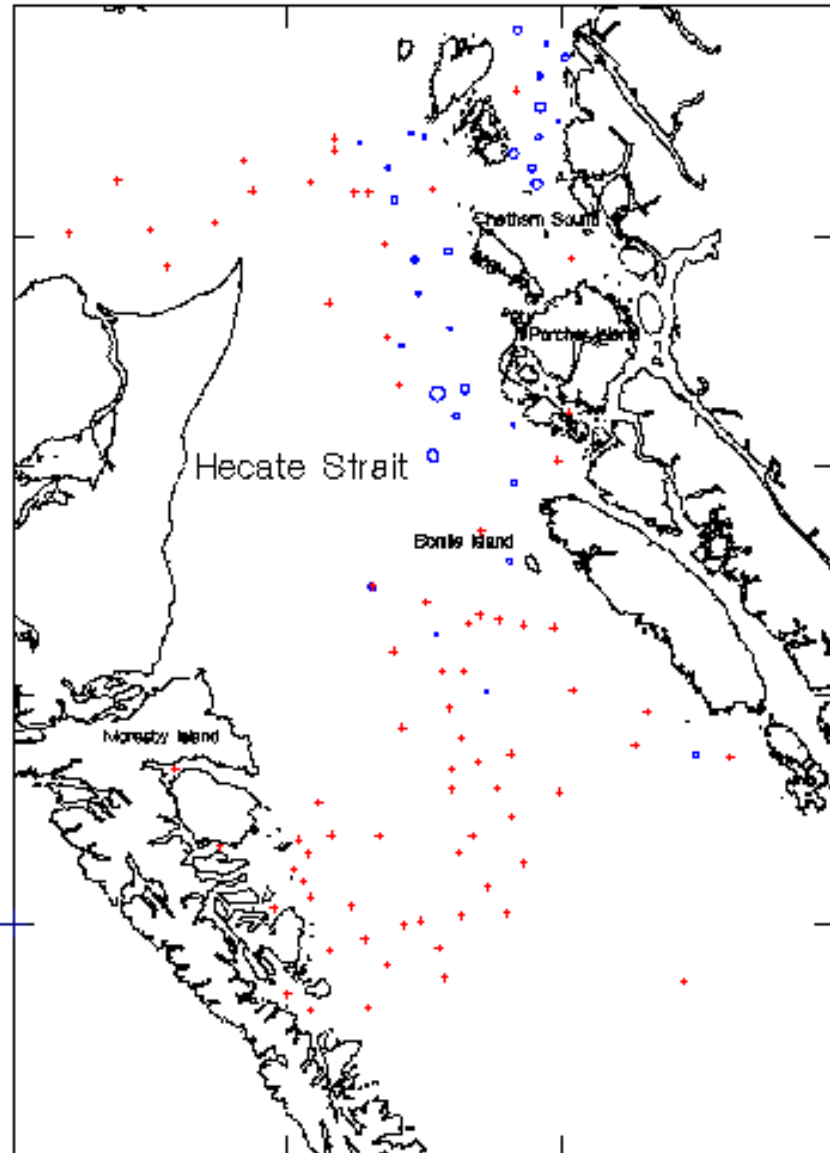 Chatham Sound
Porcher Island
Hecate Strait
Bonilla Island
Moresby Island